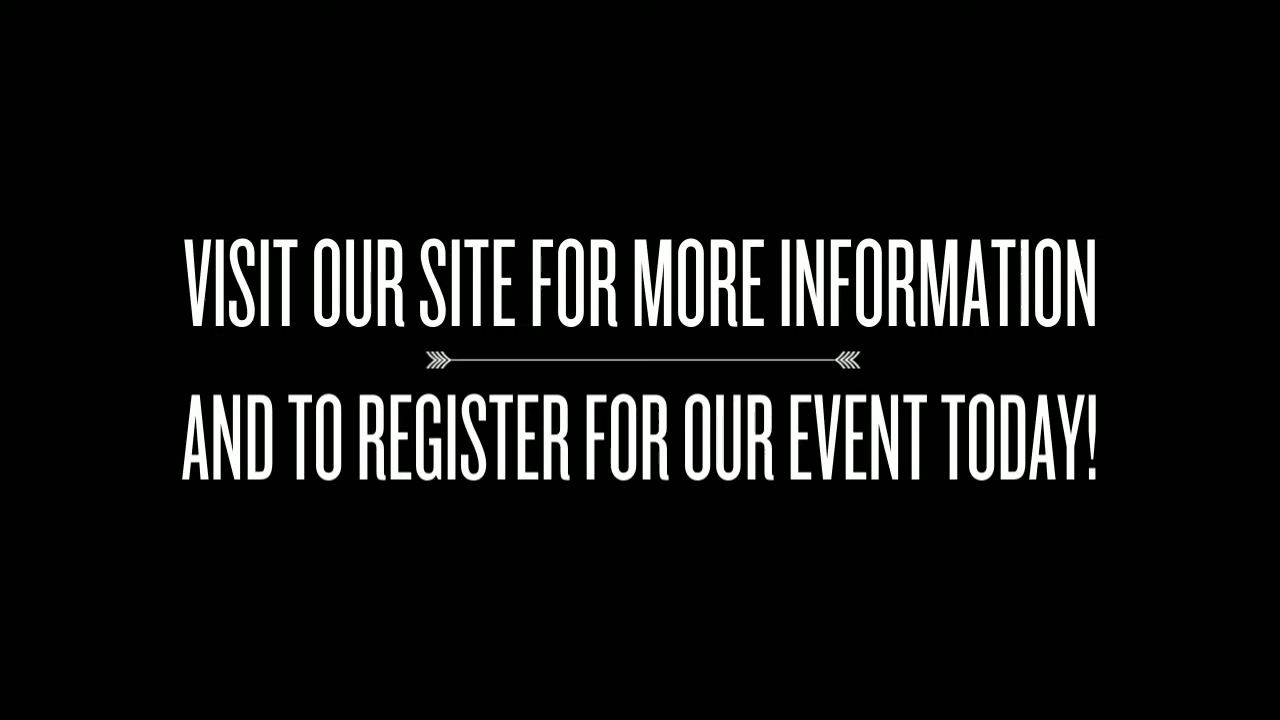 VISIT OUR SITE FOR MORE INFORMATION
AND TO REGISTER FOR OUR EVENT TODAY!